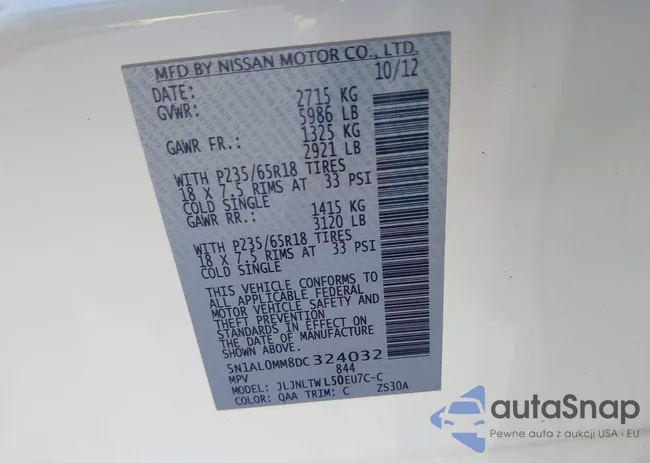 MFD BY NISSAN MOTOR CO., LTD.
DATE: 10/12
GVWR: 2715 KG
5986 LB
GAWR FR.: 1325 KG
2921 LB
WITH P235/65R18 TIRES
18 X 7.5 RIMS AT 33 PSI
COLD SINGLE
GAWR RR.: 1415 KG
3120 LB
WITH P235/65R18 TIRES
18 X 7.5 RIMS AT 33 PSI
COLD SINGLE
THIS VEHICLE CONFORMS TO
ALL APPLICABLE FEDERAL
MOTOR VEHICLE SAFETY AND
THEFT PREVENTION
STANDARDS IN EFFECT ON
THE DATE OF MANUFACTURE
SHOWN ABOVE.
5N1AL0MM8DC324032
MPV 844
MODEL: JLJNLTWL50EU7C-C
COLOR: QAA TRIM: C ZS30A
autoSnap
Pewne auta z aukcji USA i EU